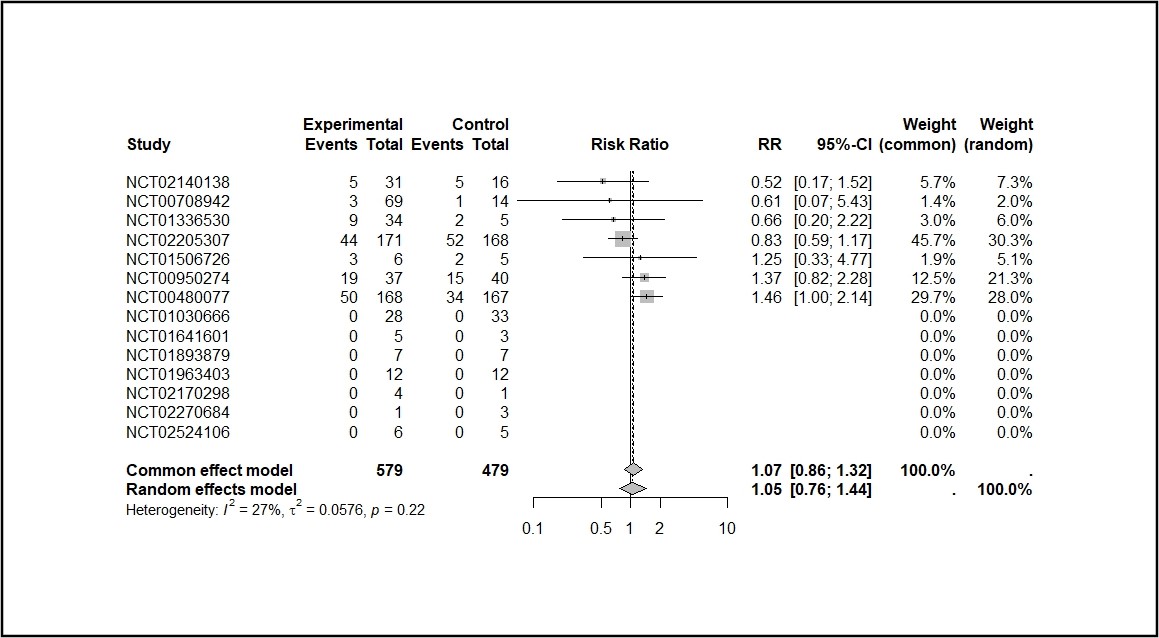 Experimental Control Weight Weight
Study Events Total Events Total Risk Ratio RR 95%-CI (common) (random)
NCT02140138 5 31 5 16 0.52 [0.17; 1.52] 5.7% 7.3%
NCT00708942 3 69 1 14 0.61 [0.07; 5.43] 1.4% 2.0%
NCT01336530 9 34 2 5 0.66 [0.20; 2.22] 3.0% 6.0%
NCT02205307 44 171 52 168 0.83 [0.59; 1.17] 45.7% 30.3%
NCT01506726 3 6 2 5 1.25 [0.33; 4.77] 1.9% 5.1%
NCT00950274 19 37 15 40 1.37 [0.82; 2.28] 12.5% 21.3%
NCT00480077 50 168 34 167 1.46 [1.00; 2.14] 29.7% 28.0%
NCT01030666 0 28 0 33 0.0% 0.0%
NCT01641601 0 5 0 3 0.0% 0.0%
NCT01893879 0 7 0 7 0.0% 0.0%
NCT01963403 0 12 0 12 0.0% 0.0%
NCT02170298 0 4 0 1 0.0% 0.0%
NCT02270684 0 1 0 3 0.0% 0.0%
NCT02524106 0 6 0 5 0.0% 0.0%
Common effect model 579 479 1.07 [0.86; 1.32] 100.0% .
Random effects model 1.05 [0.76; 1.44] . 100.0%
Heterogeneity: I² = 27%, τ² = 0.0576, p = 0.22
0.1 0.5 1 2 10